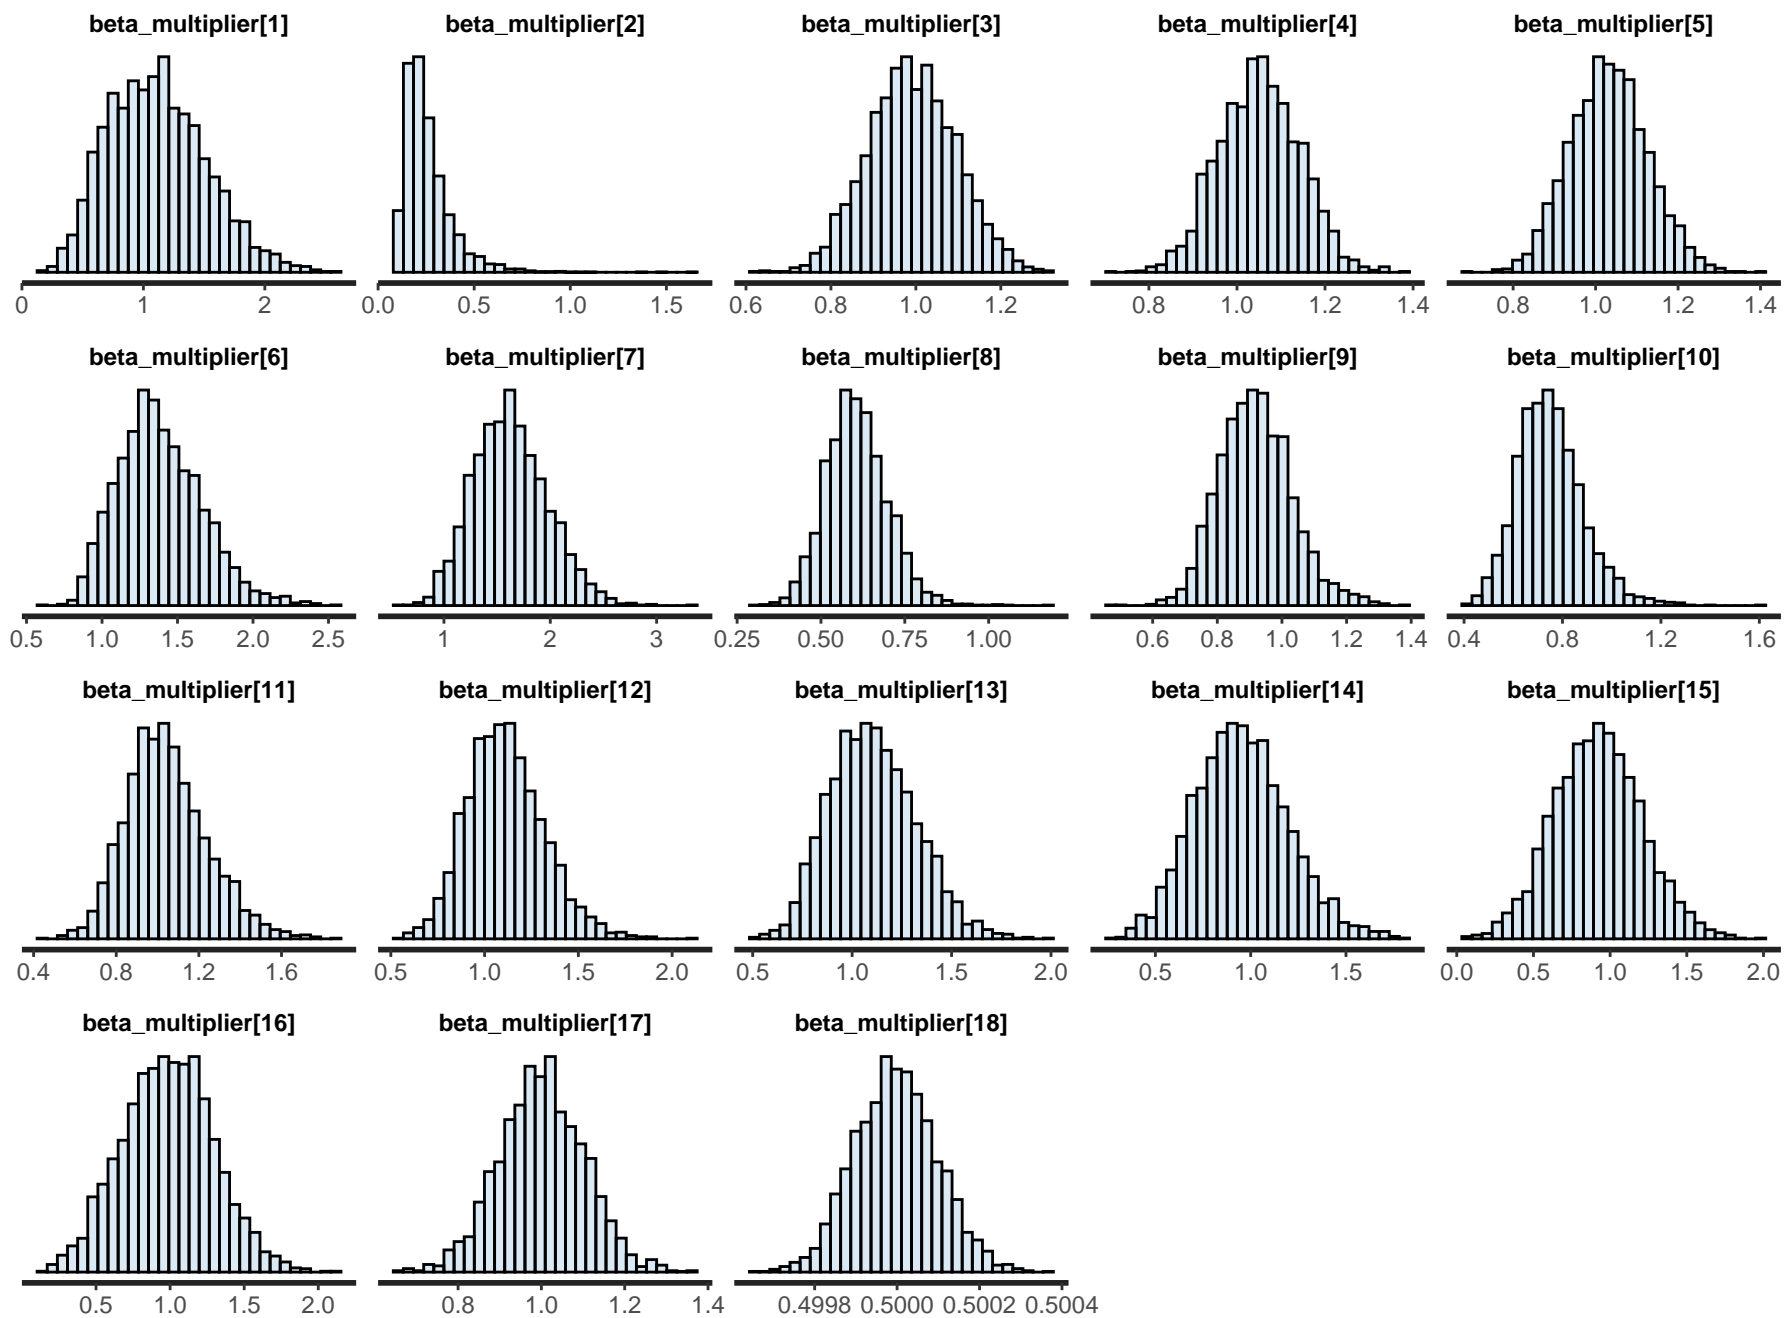 beta_multiplier[1] beta_multiplier[2] beta_multiplier[3] beta_multiplier[4] beta_multiplier[5]
0 1 2 0.0 0.5 1.0 1.5 0.6 0.8 1.0 1.2 0.8 1.0 1.2 1.4 0.8 1.0 1.2 1.4
beta_multiplier[6] beta_multiplier[7] beta_multiplier[8] beta_multiplier[9] beta_multiplier[10]
0.5 1.0 1.5 2.0 2.5 1 2 3 0.25 0.50 0.75 1.00 0.6 0.8 1.0 1.2 1.4 0.4 0.8 1.2 1.6
beta_multiplier[11] beta_multiplier[12] beta_multiplier[13] beta_multiplier[14] beta_multiplier[15]
0.4 0.8 1.2 1.6 0.5 1.0 1.5 2.0 0.5 1.0 1.5 2.0 0.5 1.0 1.5 0.0 0.5 1.0 1.5 2.0
beta_multiplier[16] beta_multiplier[17] beta_multiplier[18]
0.5 1.0 1.5 2.0 0.8 1.0 1.2 1.4 0.4998 0.5000 0.5002 0.5004